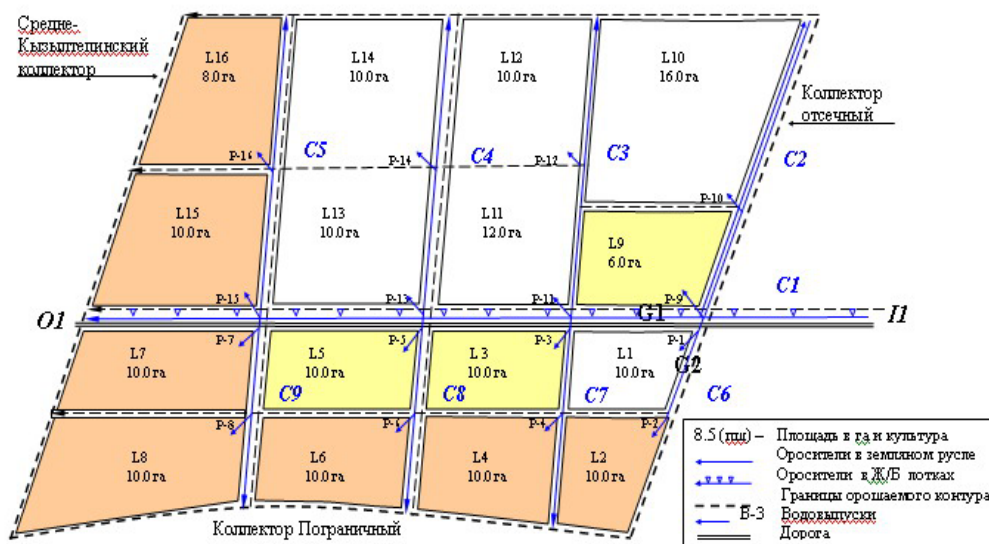 Средне-
Кызылтепинский
коллектор
L16
8.0 га
L14
10.0 га
L12
10.0 га
L10
16.0 га
Коллектор
отсечный
C5
C4
C3
C2
P-16
P-14
P-12
P-10
L15
10.0 га
L13
10.0 га
L11
12.0 га
L9
6.0 га
P-15
P-13
P-11
P-9
C1
O1
G1
I1
P-7
P-5
P-3
P-1
L7
10.0 га
L5
10.0 га
L3
10.0 га
L1
10.0 га
G2
C9
C8
C7
C6
P-8
P-6
P-4
P-2
L8
10.0 га
L6
10.0 га
L4
10.0 га
L2
10.0 га
Коллектор Пограничный
8.5 (пш) – Площадь в га и культура
Оросители в земляном русле
Оросители в Ж/Б лотках
Границы орошаемого контура
В-3 Водовыпуски
Дорога